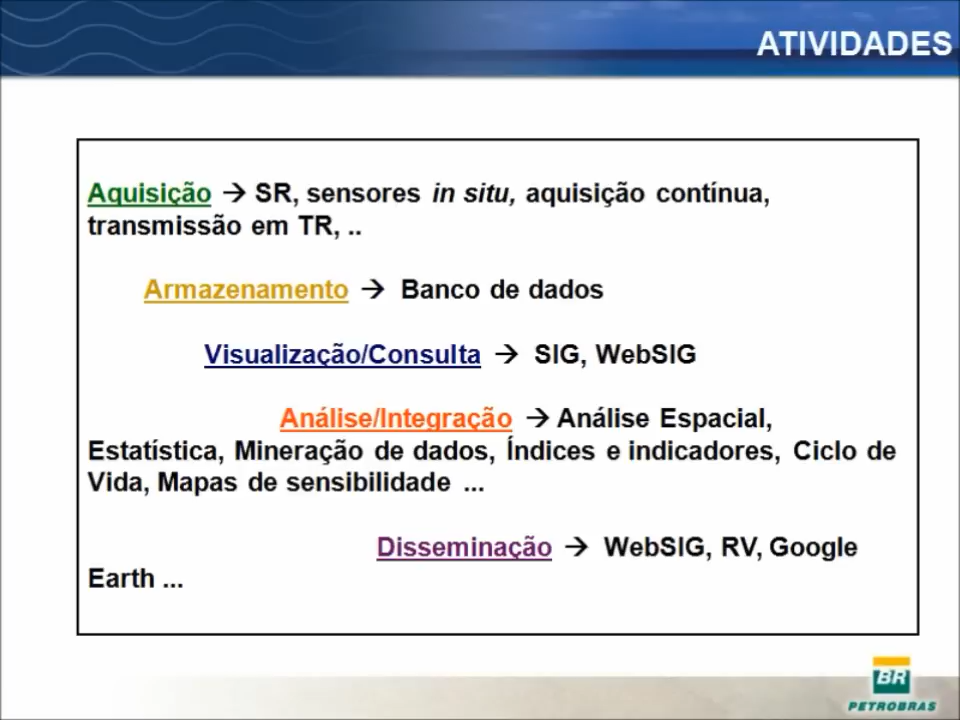 ATIVIDADES
Aquisição → SR, sensores in situ, aquisição contínua,
transmissão em TR, ..
Armazenamento → Banco de dados
Visualização/Consulta → SIG, WebSIG
Análise/Integração → Análise Espacial,
Estatística, Mineração de dados, Índices e indicadores, Ciclo de
Vida, Mapas de sensibilidade ...
Disseminação → WebSIG, RV, Google
Earth ...
BR
PETROBRAS